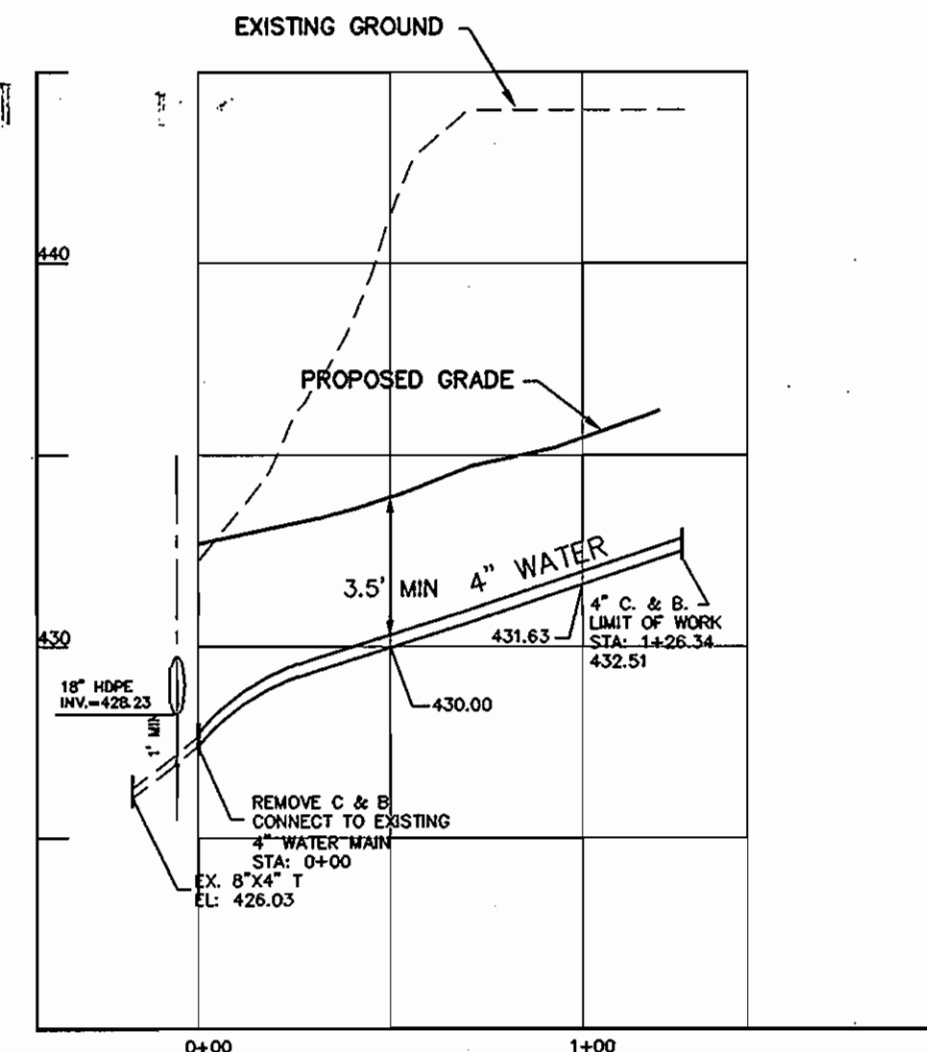 EXISTING GROUND
440
PROPOSED GRADE
4" WATER
3.5' MIN
4" C. & B.
LIMIT OF WORK
STA: 1+26.34
432.51
431.63
430
18" HDPE
INV.=428.23
430.00
1' MIN
REMOVE C & B
CONNECT TO EXISTING
4" WATER MAIN
STA: 0+00
EX. 8"X4" T
EL: 426.03
0+00
1+00